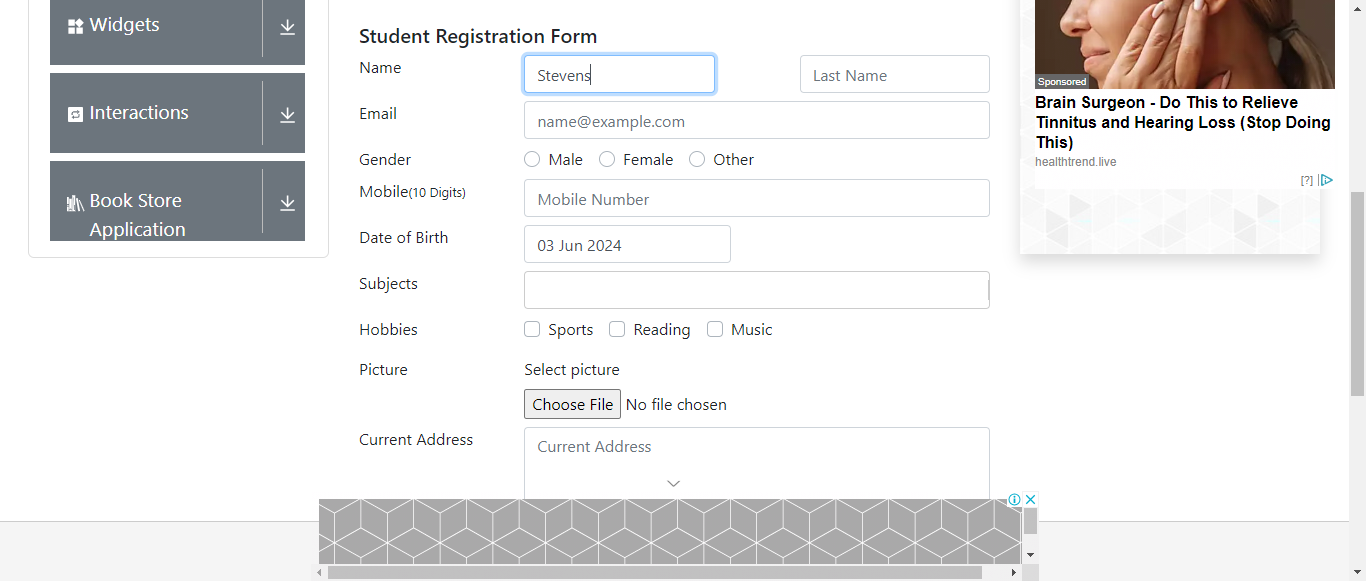 Widgets
Interactions
Book Store
Application
Student Registration Form
Name
Stevens
Last Name
Email
name@example.com
Gender
Male
Female
Other
Mobile(10 Digits)
Mobile Number
Date of Birth
03 Jun 2024
Subjects
Hobbies
Sports
Reading
Music
Picture
Select picture
Choose File
No file chosen
Current Address
Current Address
Sponsored
Brain Surgeon - Do This to Relieve
Tinnitus and Hearing Loss (Stop Doing
This)
healthtrend.live
[?]